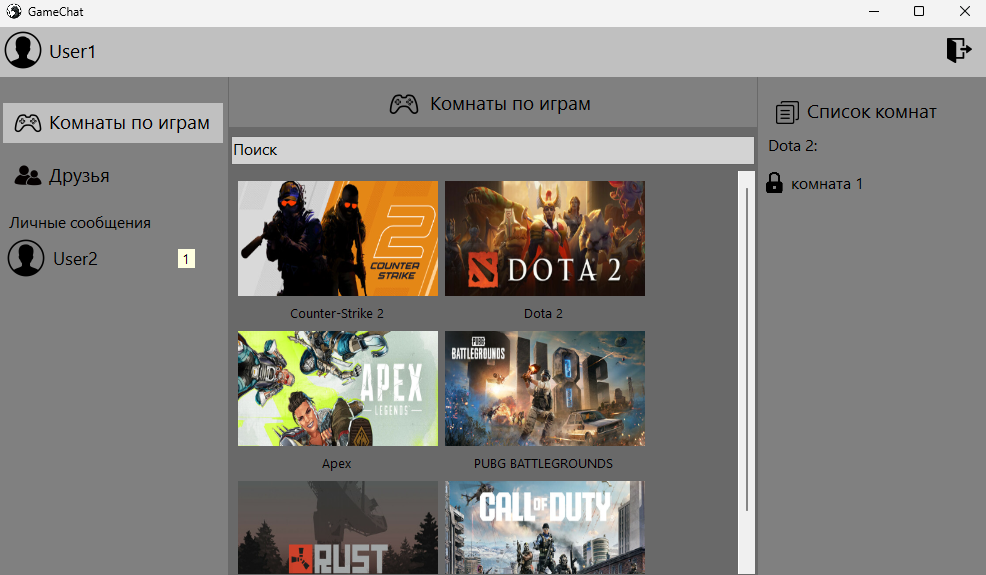 GameChat
User1
Комнаты по играм
Друзья
Личные сообщения
User2 1
Комнаты по играм
Поиск
2
COUNTER
STRIKE
DOTA 2
Counter-Strike 2
Dota 2
APEX
LEGENDS
PUBG
BATTLEGROUNDS
Apex
PUBG BATTLEGROUNDS
RUST
CALL OF DUTY
Список комнат
Dota 2:
комната 1